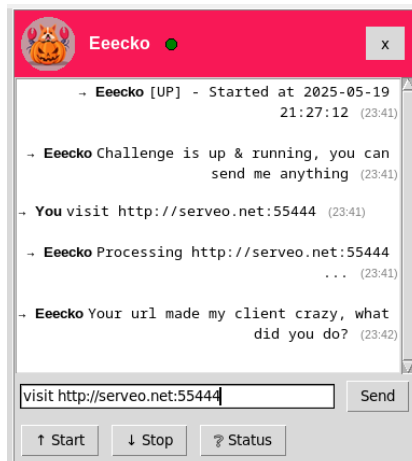 Eeecko
x
→ Eeecko [UP] - Started at 2025-05-19
21:27:12 (23:41)
→ Eeecko Challenge is up & running, you can
send me anything (23:41)
→ You visit http://serveo.net:55444 (23:41)
→ Eeecko Processing http://serveo.net:55444
... (23:41)
→ Eeecko Your url made my client crazy, what
did you do? (23:42)
visit http://serveo.net:55444
Send
↑ Start
↓ Stop
? Status